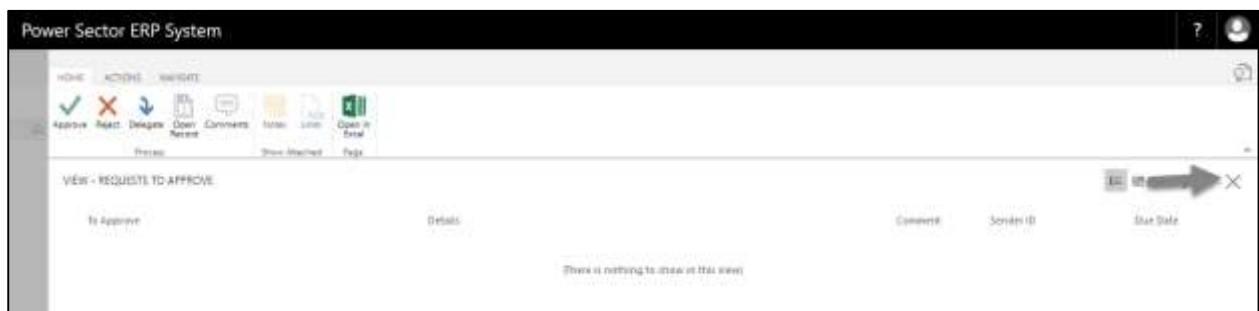 Power Sector ERP System ?
HOME ACTIONS NAVIGATE
Approve Reject Delegate Open Record Comments Notes Links Open in Excel
Process Show Attached Page
VIEW - REQUESTS TO APPROVE
To Approve Details Comment Sender ID Due Date
(There is nothing to show in this view)